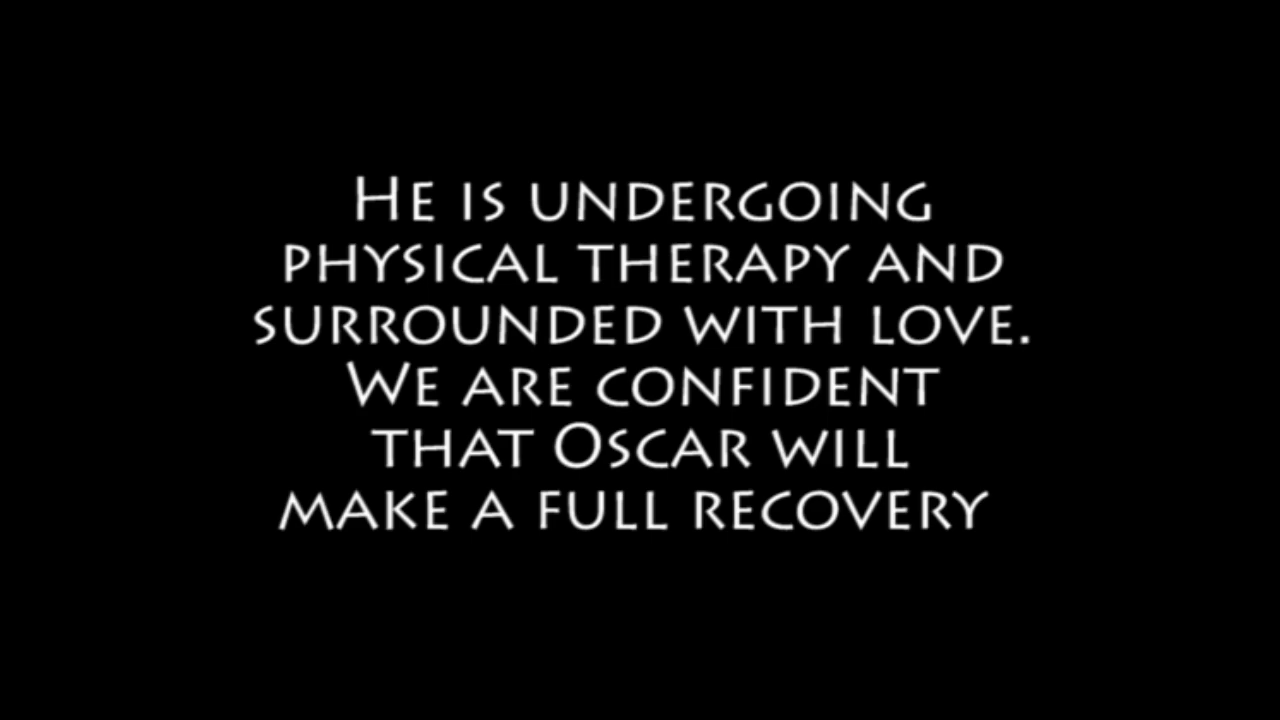 He is undergoing
physical therapy and
surrounded with love.
We are confident
that Oscar will
make a full recovery